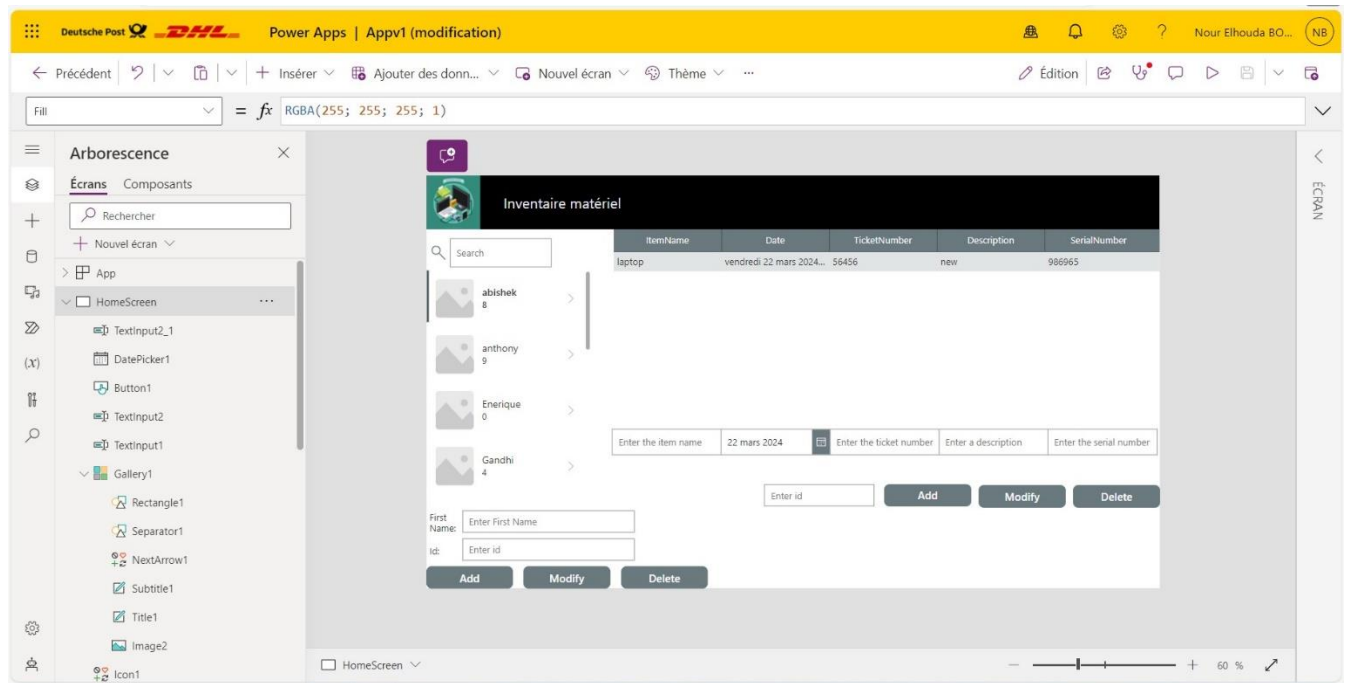 Deutsche Post DHL Power Apps | Appv1 (modification) ? Nour Elhouda BO... NB
Précédent Insérer Ajouter des donn... Nouvel écran Thème ... Édition
Fill = fx RGBA(255; 255; 255; 1)
Arborescence
Écrans Composants
Rechercher
Nouvel écran
App
HomeScreen ...
TextInput2_1
DatePicker1
Button1
TextInput2
TextInput1
Gallery1
Rectangle1
Separator1
NextArrow1
Subtitle1
Title1
Image2
Icon1
(x)
Inventaire matériel
Search
abishek
8
anthony
9
Enerique
0
Gandhi
4
First
Name: Enter First Name
Id: Enter id
Add Modify Delete
ItemName Date TicketNumber Description SerialNumber
laptop vendredi 22 mars 2024... 56456 new 986965
Enter the item name 22 mars 2024 Enter the ticket number Enter a description Enter the serial number
Enter id Add Modify Delete
ÉCRAN
HomeScreen 60 %